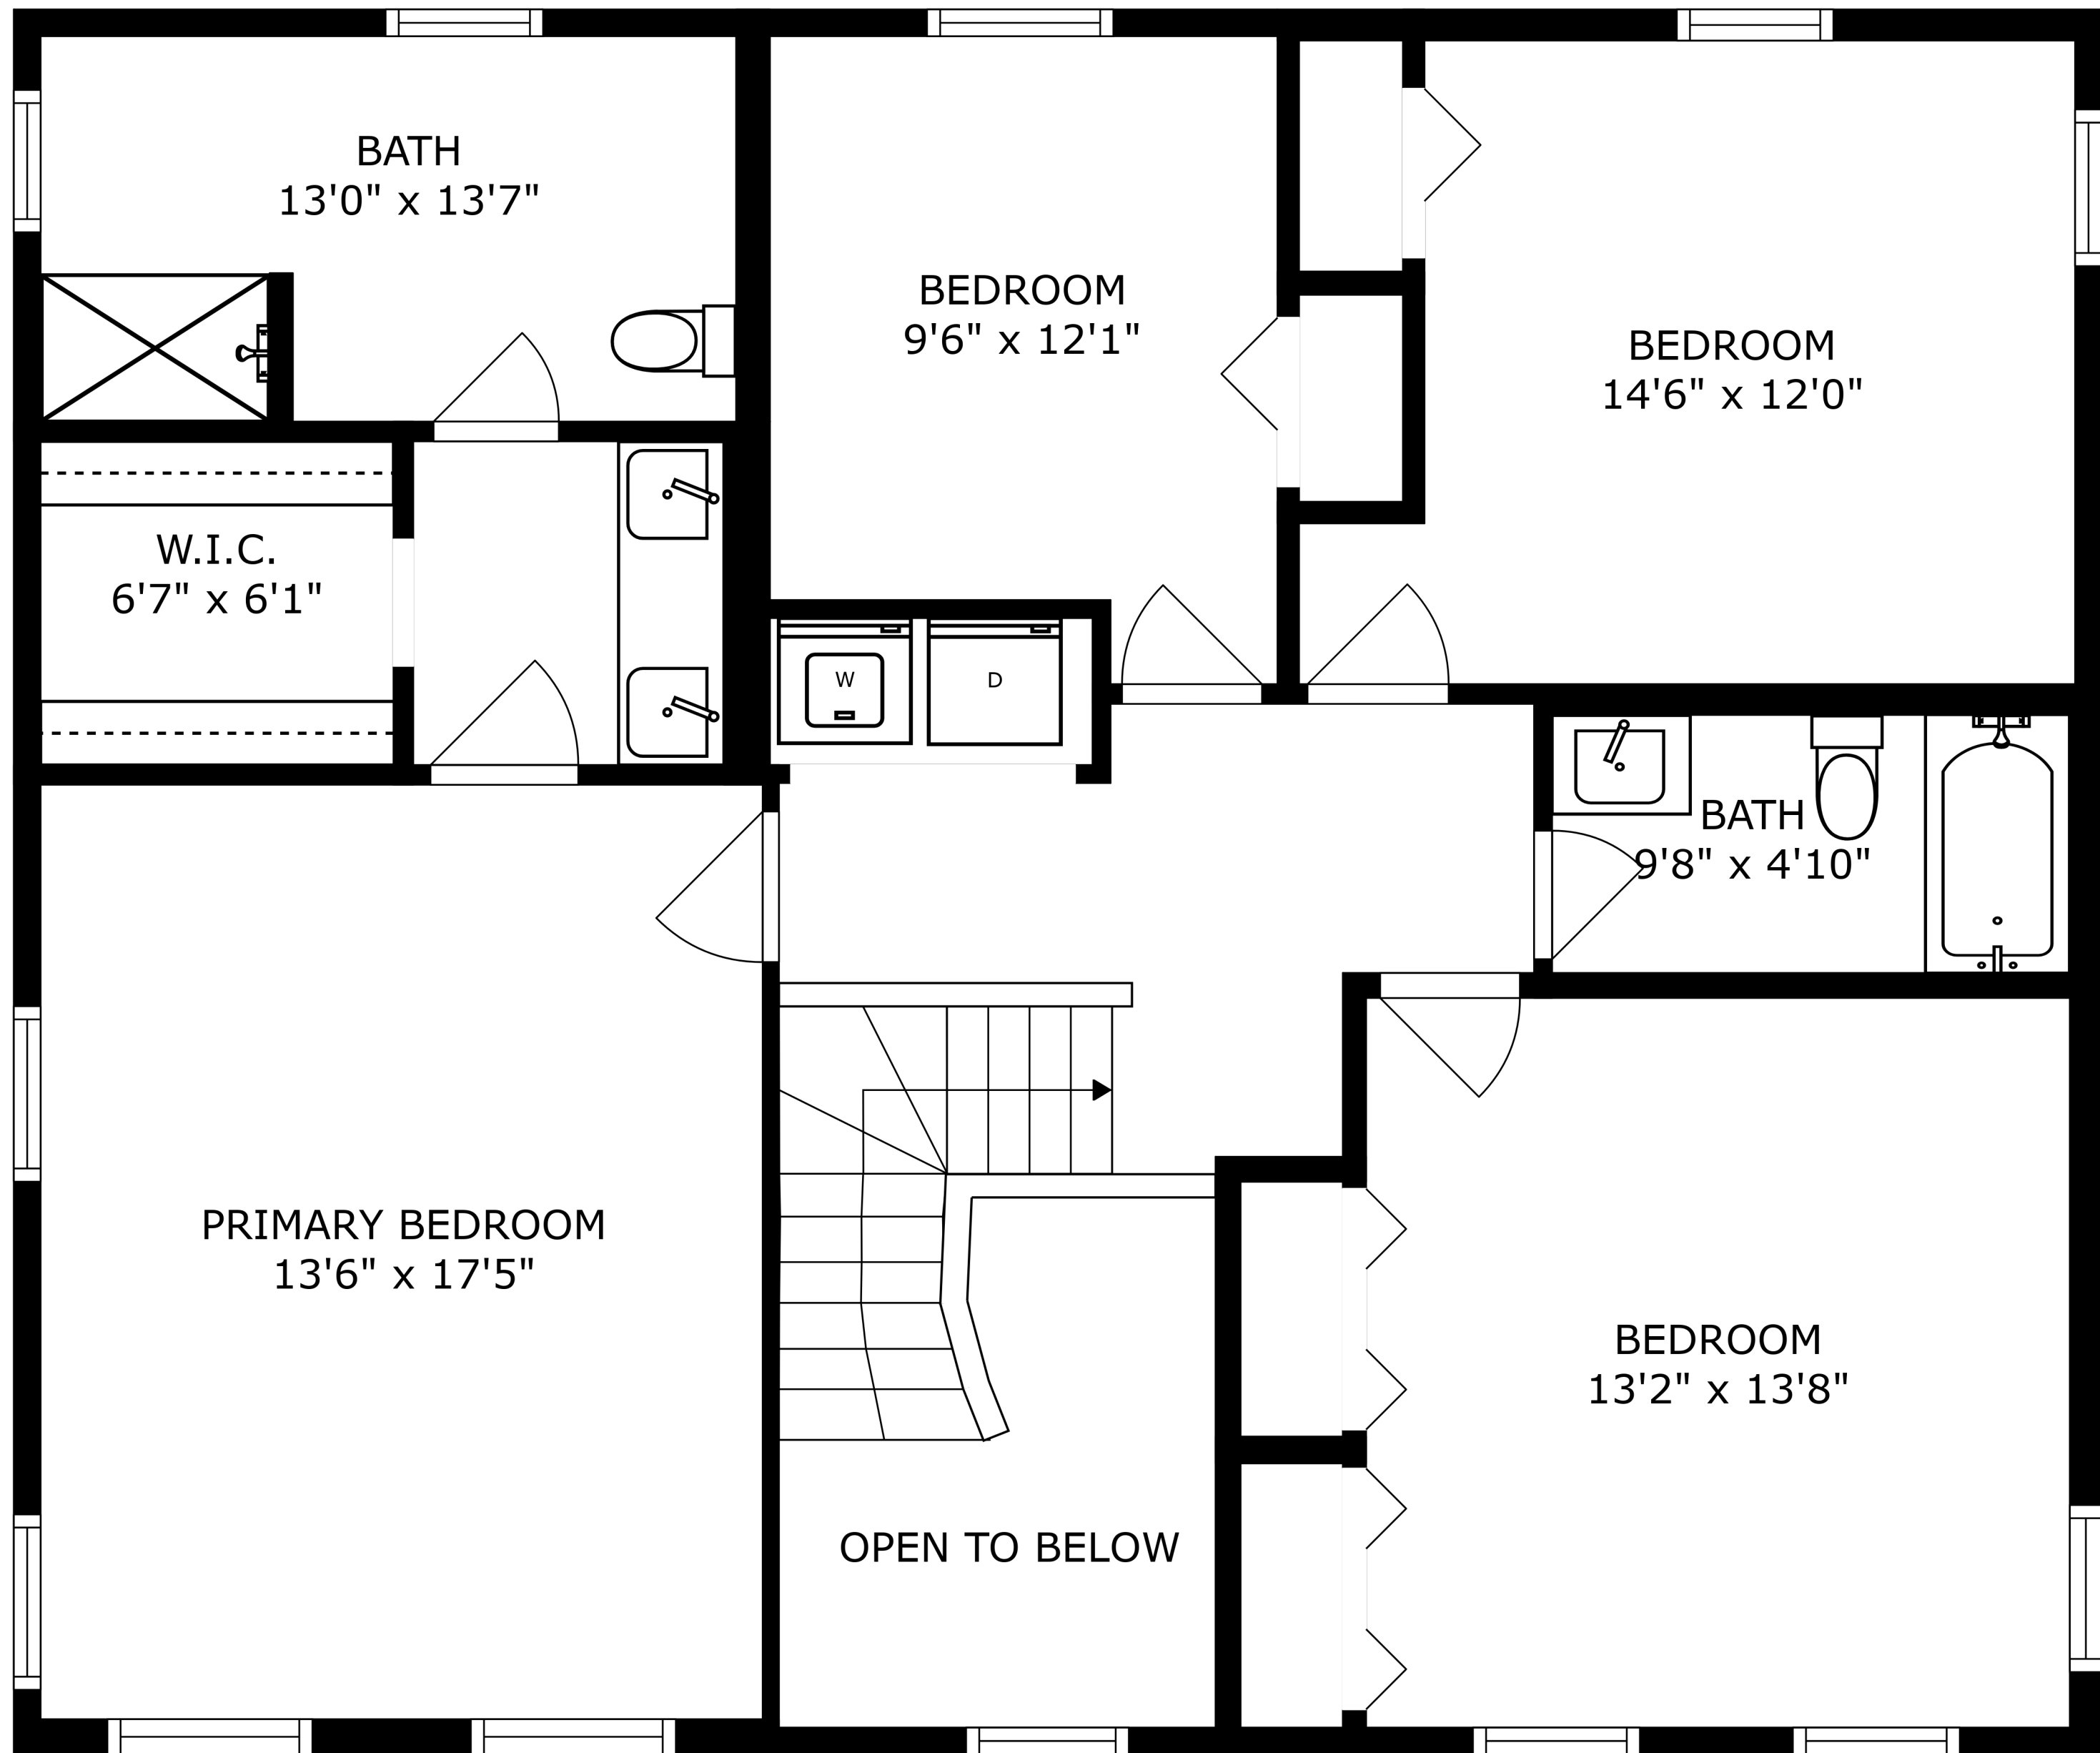 BATH
13'0" x 13'7"
BEDROOM
9'6" x 12'1"
BEDROOM
14'6" x 12'0"
W.I.C.
6'7" x 6'1"
W
D
BATH
9'8" x 4'10"
PRIMARY BEDROOM
13'6" x 17'5"
BEDROOM
13'2" x 13'8"
OPEN TO BELOW